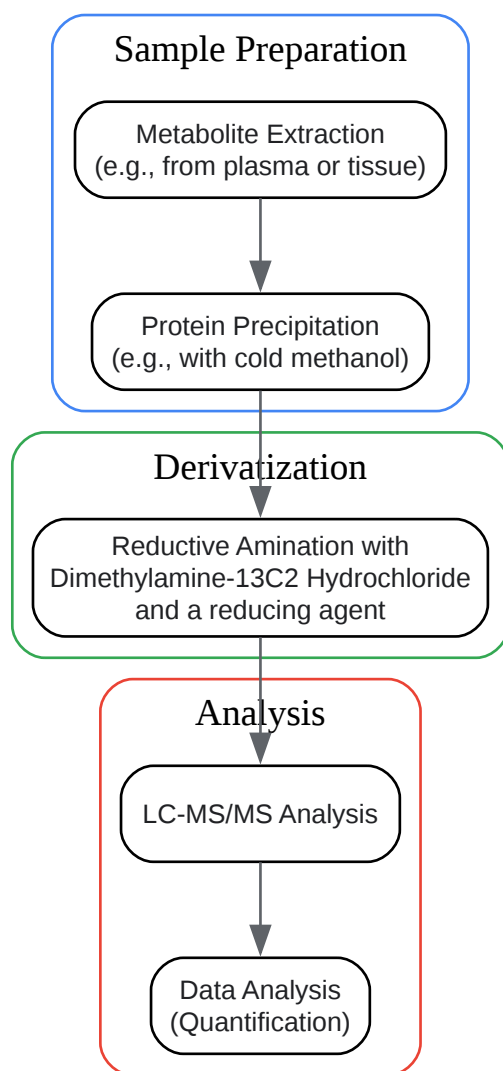 Sample Preparation
Metabolite Extraction
(e.g., from plasma or tissue)
Protein Precipitation
(e.g., with cold methanol)
Derivatization
Reductive Amination with
Dimethylamine-13C2 Hydrochloride
and a reducing agent
Analysis
LC-MS/MS Analysis
Data Analysis
(Quantification)